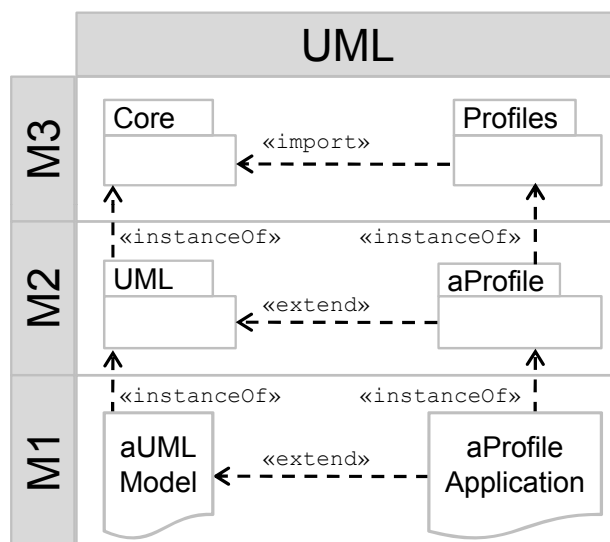 UML
M3
Core
Profiles
«import»
«instanceOf»
«instanceOf»
M2
UML
aProfile
«extend»
«instanceOf»
«instanceOf»
M1
aUML
Model
«extend»
aProfile
Application